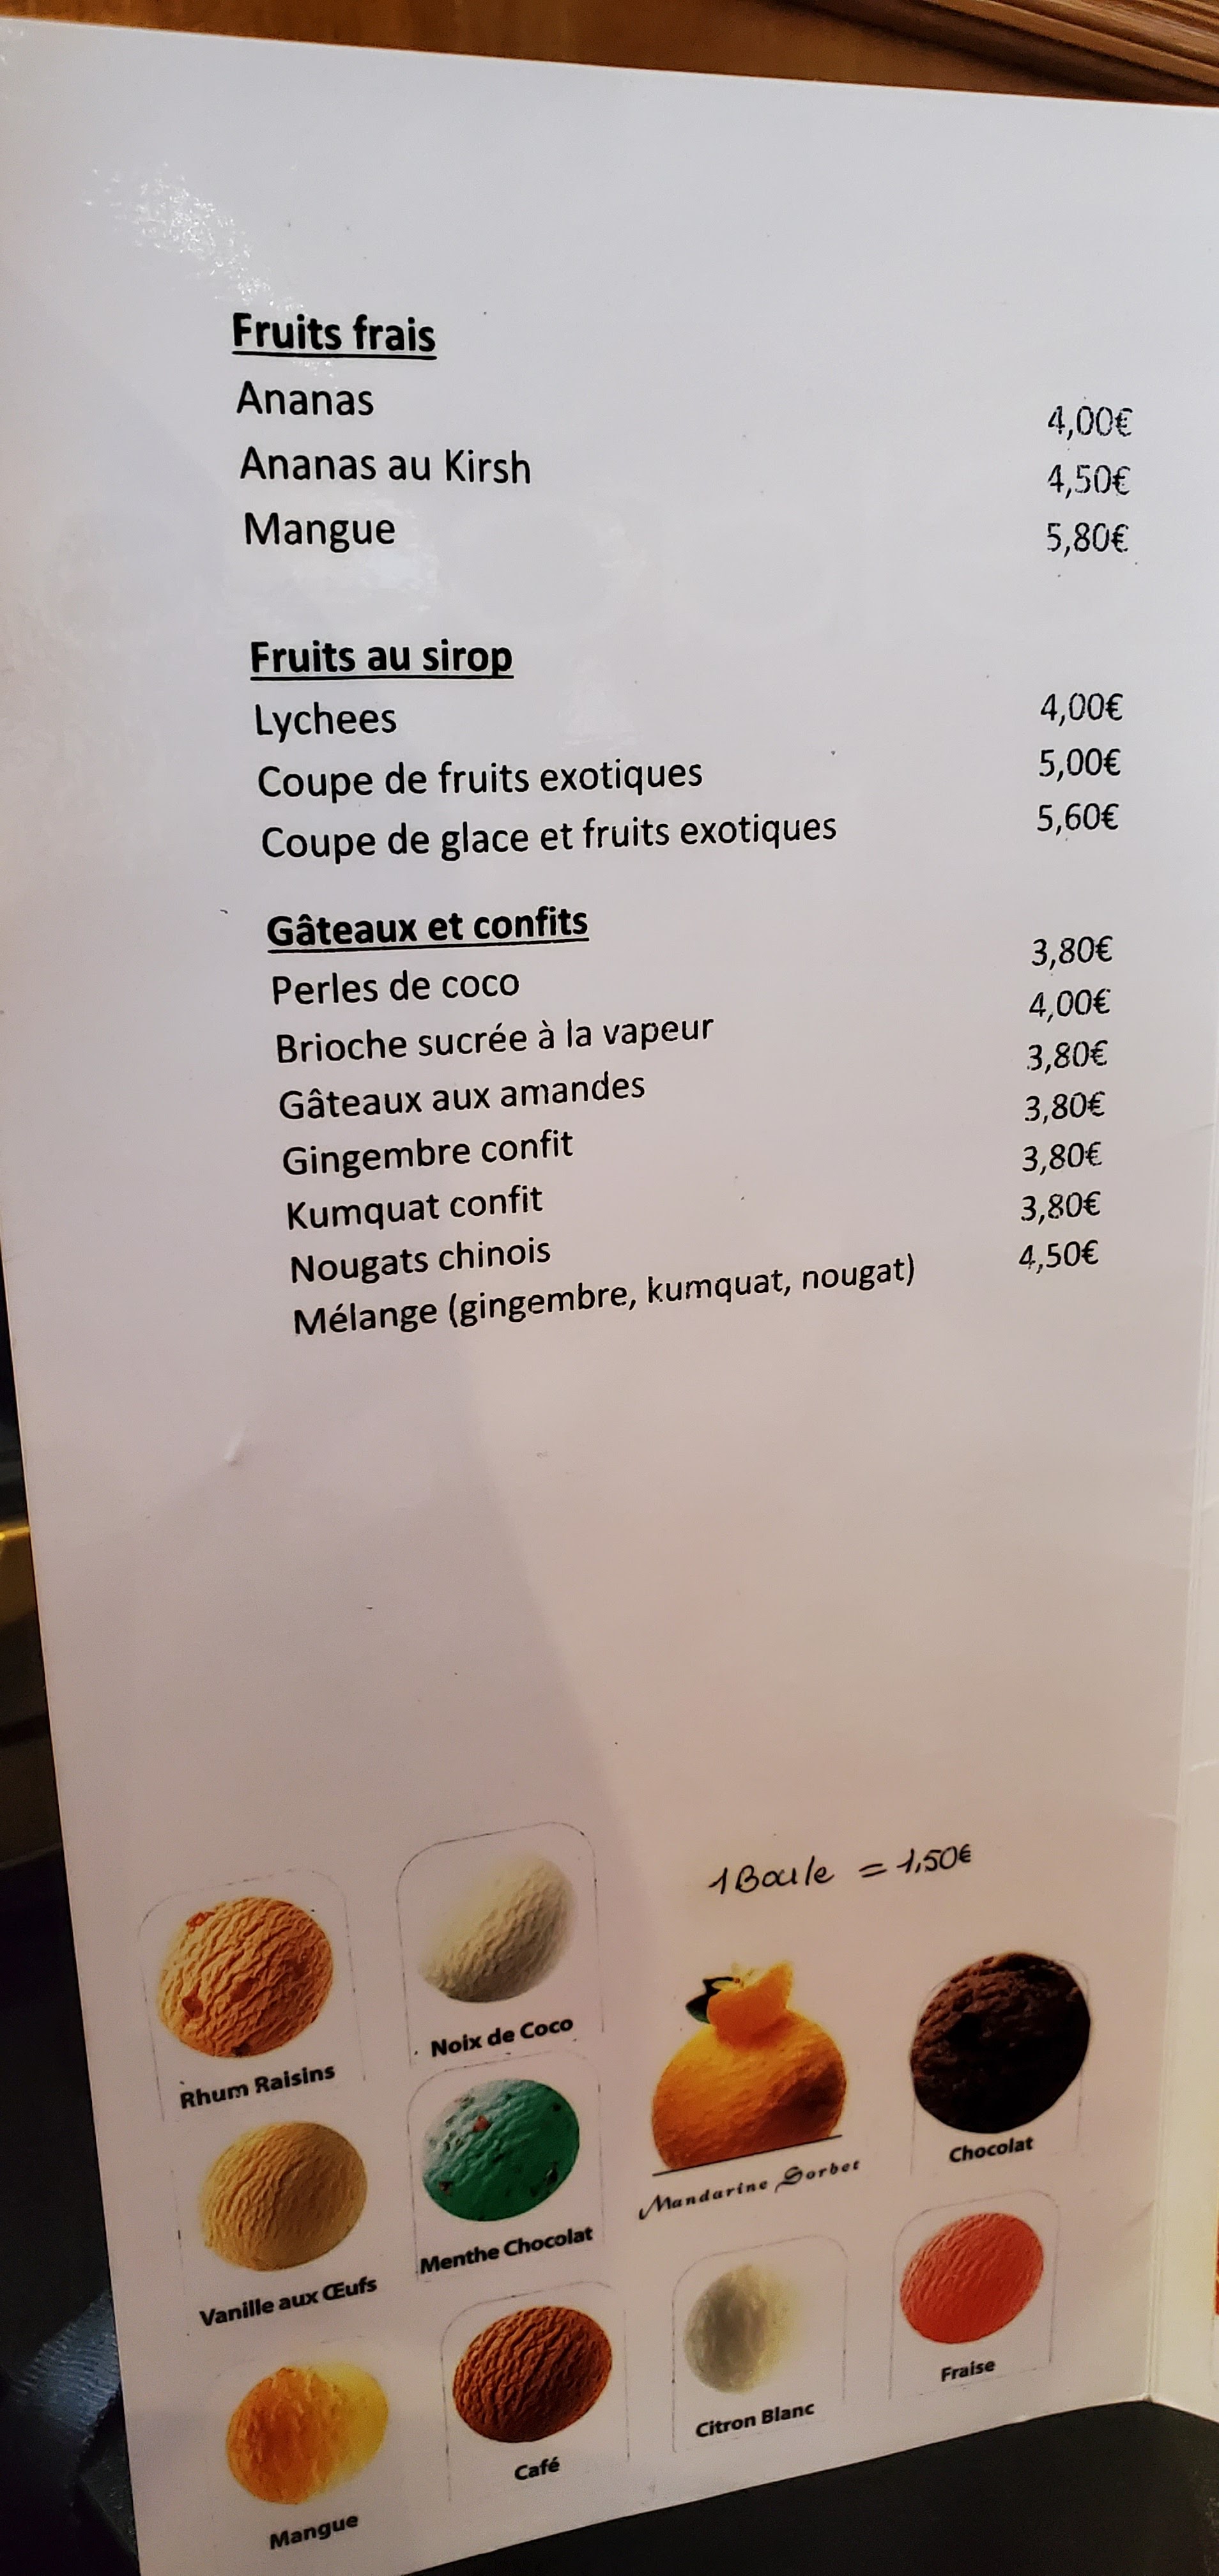 Fruits frais
Ananas 4,00€
Ananas au Kirsh 4,50€
Mangue 5,80€
Fruits au sirop
Lychees 4,00€
Coupe de fruits exotiques 5,00€
Coupe de glace et fruits exotiques 5,60€
Gâteaux et confits
Perles de coco 3,80€
Brioche sucrée à la vapeur 4,00€
Gâteaux aux amandes 3,80€
Gingembre confit 3,80€
Kumquat confit 3,80€
Nougats chinois 3,80€
Mélange (gingembre, kumquat, nougat) 4,50€
1 Boule = 1,50€
Rhum Raisins
Noix de Coco
Mandarine Sorbet
Chocolat
Vanille aux Œufs
Menthe Chocolat
Citron Blanc
Fraise
Mangue
Café